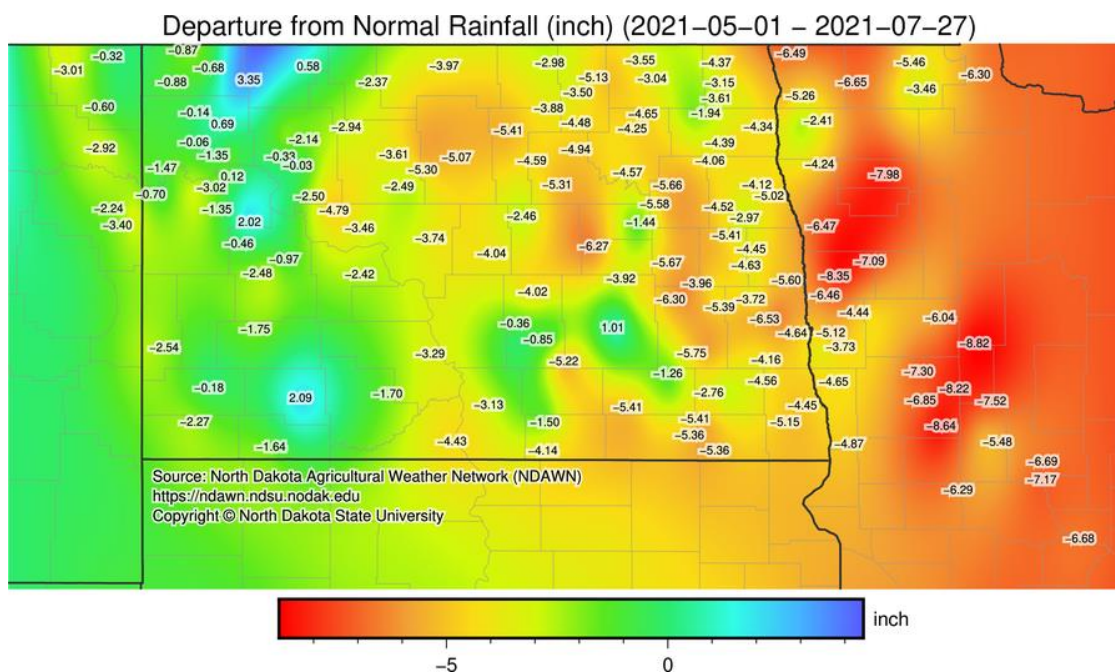 Departure from Normal Rainfall (inch) (2021−05−01 − 2021−07−27)
−0.87 −6.49
−0.32 −0.68 0.58 −3.97 −2.98 −3.55 −4.37 −5.46
−3.01 −0.88 3.35 −2.37 −5.13 −3.04 −3.15 −6.65 −6.30
−3.50 −3.61 −5.26 −3.46
−0.60 −0.14 −3.88 −4.65 −1.94
0.69 −2.94 −5.41 −4.48 −4.25 −4.34 −2.41
−2.92 −0.06 −2.14 −4.94 −4.39
−1.35 −0.33 −3.61 −5.07 −4.59 −4.06
−1.47 −0.03 −5.30 −4.57 −4.24
0.12 −7.98
−0.70 −3.02 −2.50 −2.49 −5.31 −5.66 −4.12 −5.02
−2.24 −1.35 −4.79 −2.46 −5.58 −4.52
−3.40 2.02 −3.46 −1.44 −2.97 −6.47
−0.46 −3.74 −6.27 −5.41
−0.97 −4.04 −5.67 −4.45 −7.09
−2.48 −2.42 −3.92 −4.63 −8.35
−4.02 −3.96 −5.60
−6.30 −5.39 −3.72 −6.46
−1.75 −0.36 1.01 −6.53 −4.44 −6.04
−0.85 −4.64 −5.12
−2.54 −3.29 −5.22 −5.75 −3.73 −8.82
−4.16
−1.26 −7.30
−0.18 −1.70 −2.76 −4.56 −4.65 −8.22
2.09 −3.13 −5.41 −4.45 −6.85 −7.52
−2.27 −1.50 −5.41 −5.15 −8.64
−1.64 −4.43 −4.14 −5.36 −4.87 −5.48
−5.36
−6.69
Source: North Dakota Agricultural Weather Network (NDAWN)
−7.17
https://ndawn.ndsu.nodak.edu
−6.29
Copyright © North Dakota State University
−6.68
inch
−5 0